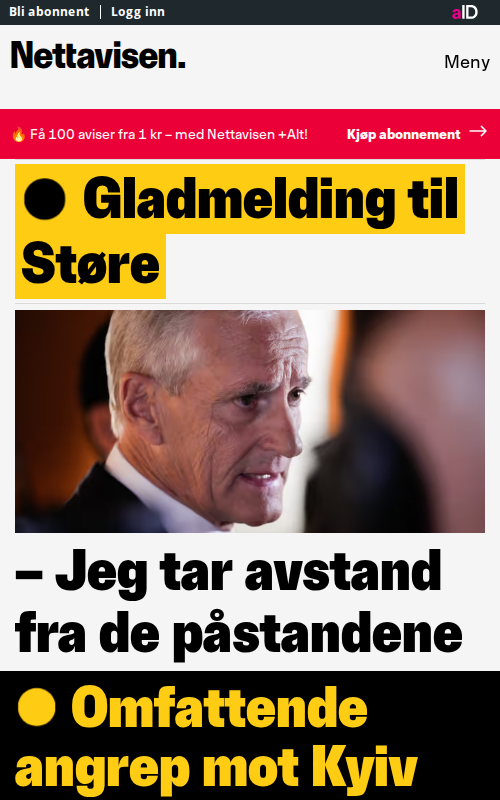 Bli abonnent | Logg inn
aID
Nettavisen.
Meny
🔥 Få 100 aviser fra 1 kr – med Nettavisen +Alt!
Kjøp abonnement →
Gladmelding til
Støre
– Jeg tar avstand
fra de påstandene
Omfattende
angrep mot Kyiv